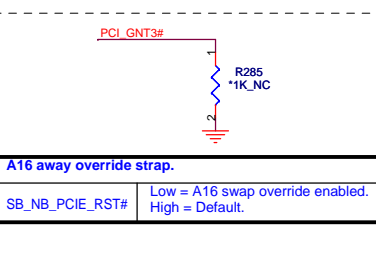 PCI_GNT3#
1
R285
*1K_NC
2
A16 away override strap.
SB_NB_PCIE_RST#
Low = A16 swap override enabled.
High = Default.